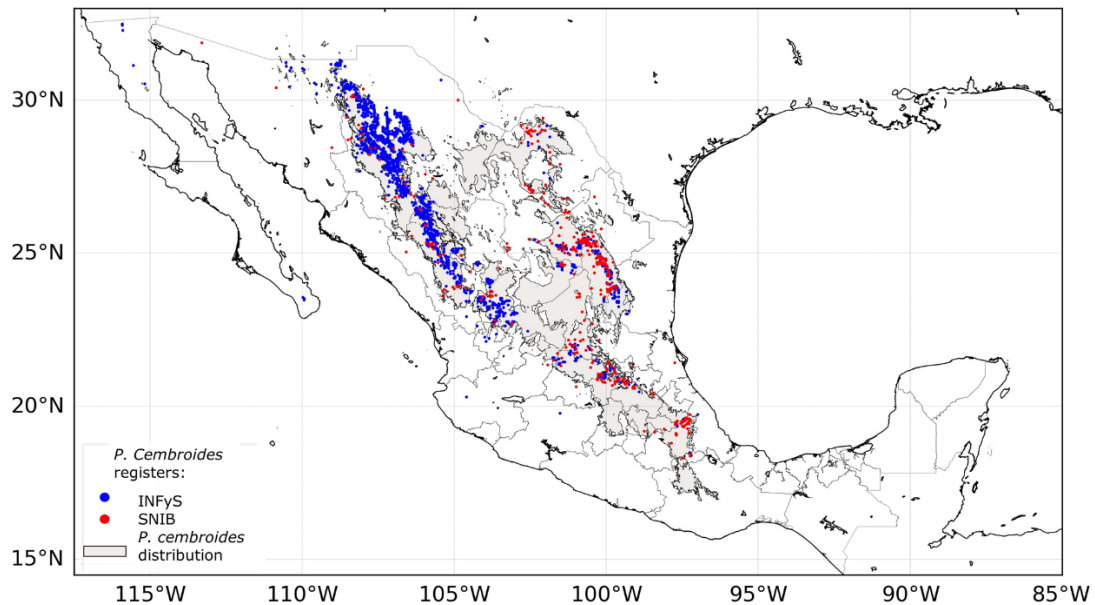 30°N
25°N
20°N
15°N
P. Cembroides
registers:
INFyS
SNIB
P. cembroides
distribution
115°W 110°W 105°W 100°W 95°W 90°W 85°W